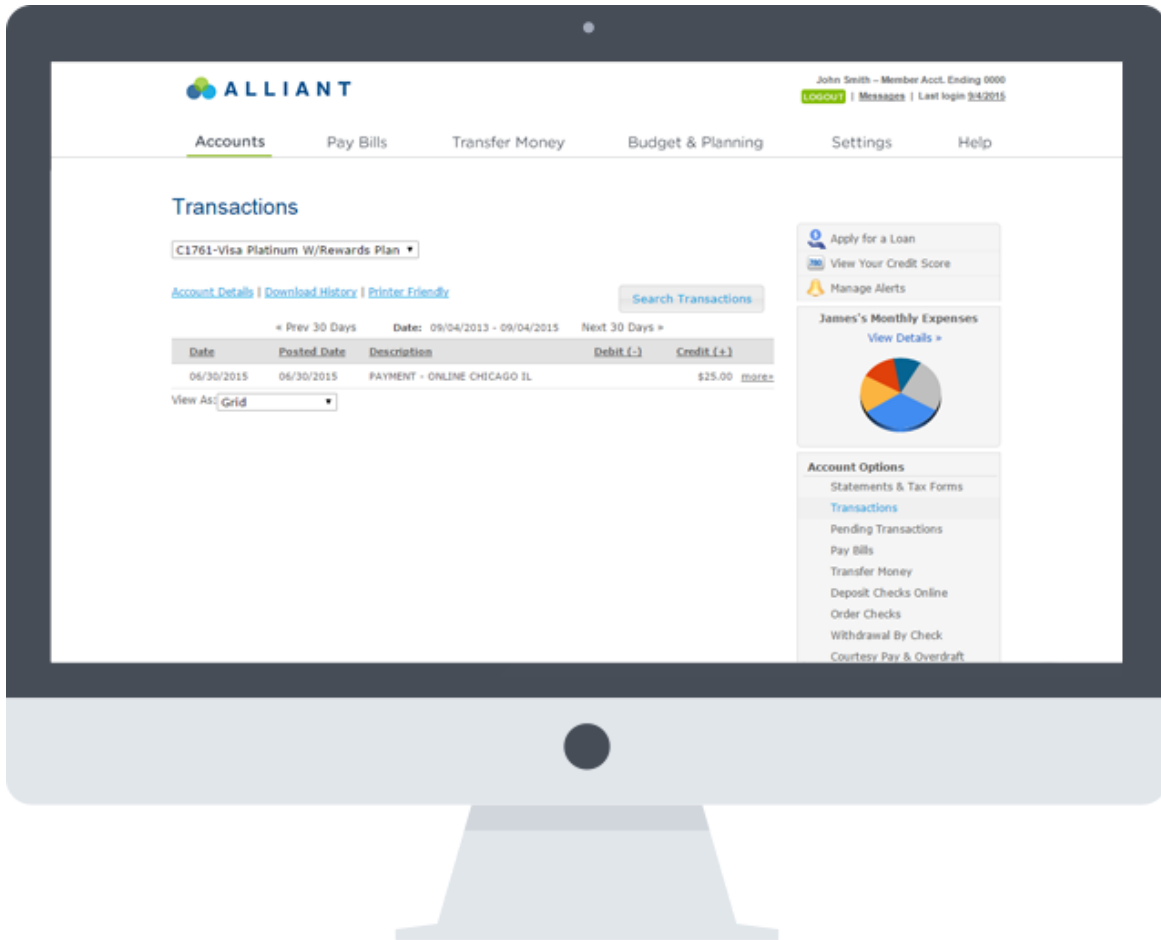 ALLIANT
John Smith – Member Acct. Ending 0000
LOGOUT | Messages | Last login 9/4/2015
Accounts Pay Bills Transfer Money Budget & Planning Settings Help
Transactions
C1761-Visa Platinum W/Rewards Plan
Account Details | Download History | Printer Friendly
Search Transactions
« Prev 30 Days Date: 09/04/2013 - 09/04/2015 Next 30 Days »
Date Posted Date Description Debit (-) Credit (+)
06/30/2015 06/30/2015 PAYMENT - ONLINE CHICAGO IL $25.00 more»
View As: Grid
Apply for a Loan
780 View Your Credit Score
Manage Alerts
James's Monthly Expenses
View Details »
Account Options
Statements & Tax Forms
Transactions
Pending Transactions
Pay Bills
Transfer Money
Deposit Checks Online
Order Checks
Withdrawal By Check
Courtesy Pay & Overdraft